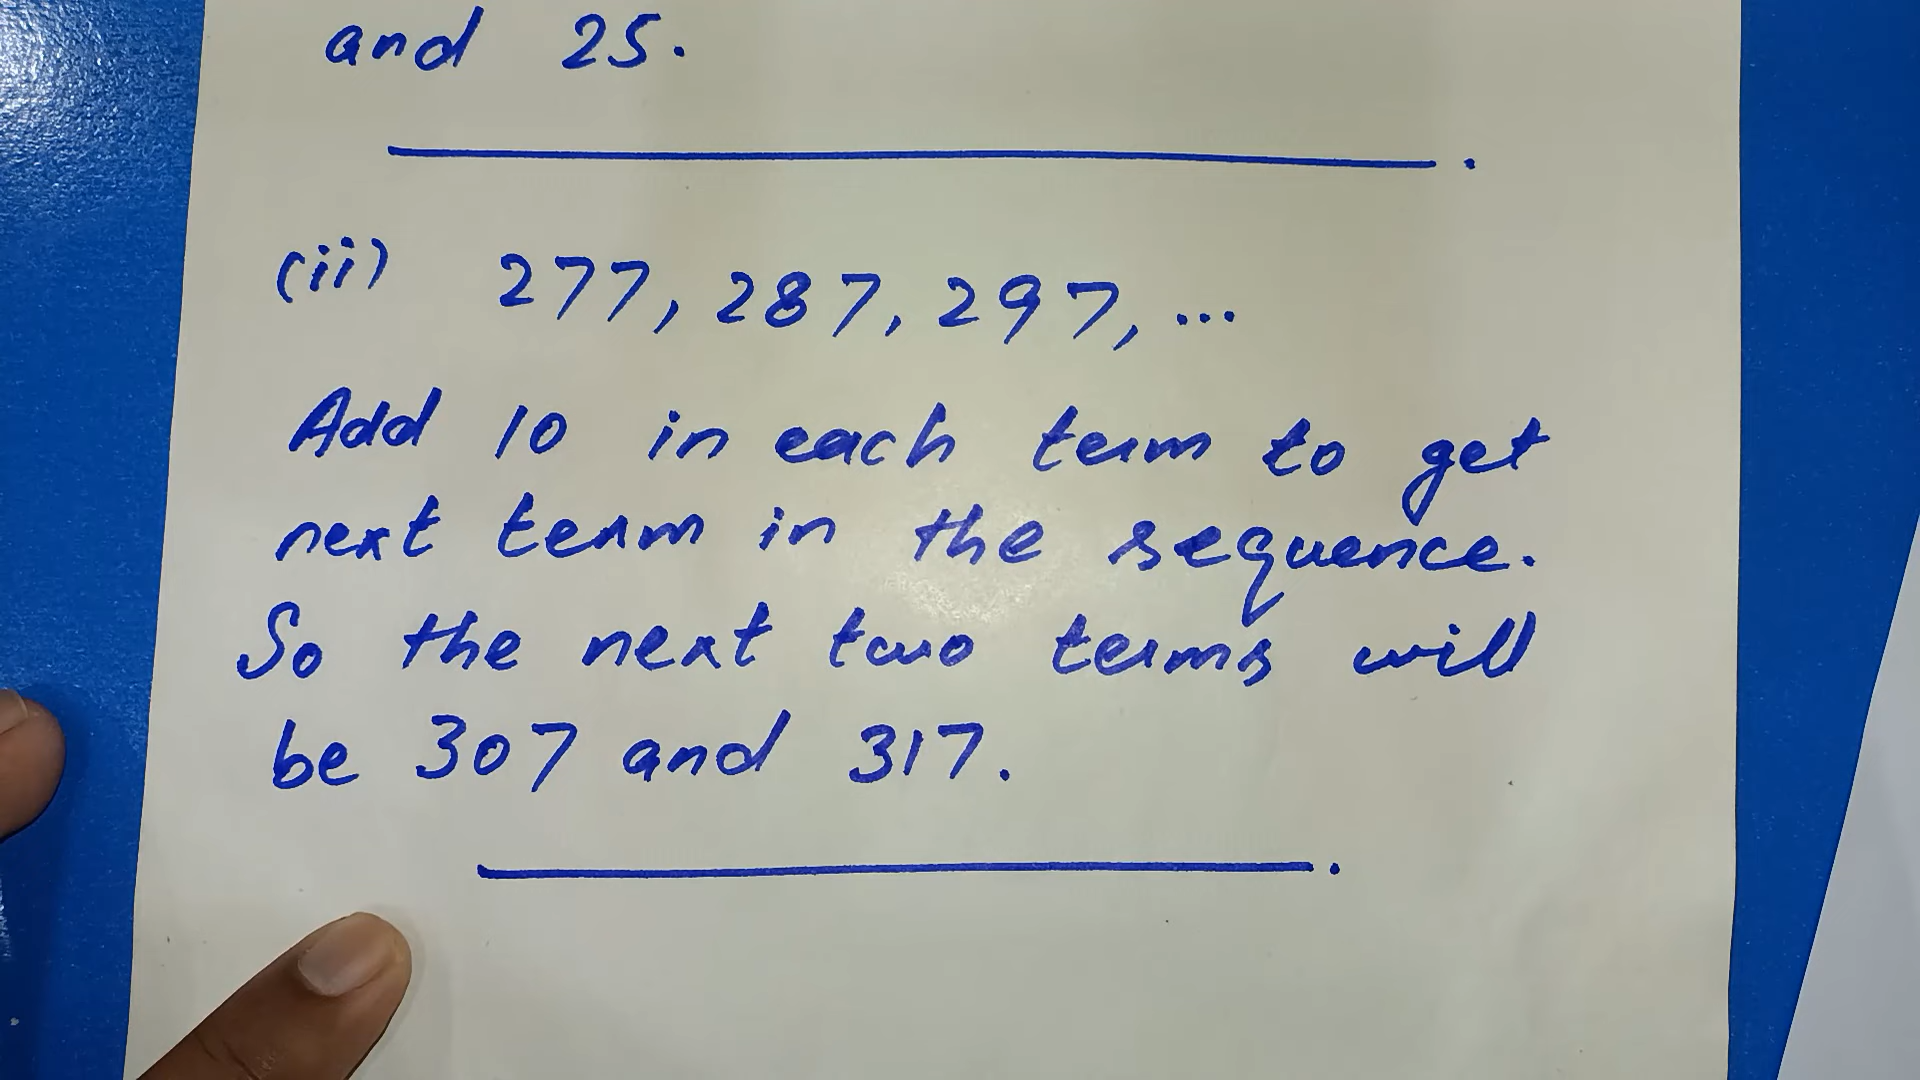 and 25.
(ii) 277, 287, 297, ...
Add 10 in each term to get
next term in the sequence.
So the next two terms will
be 307 and 317.